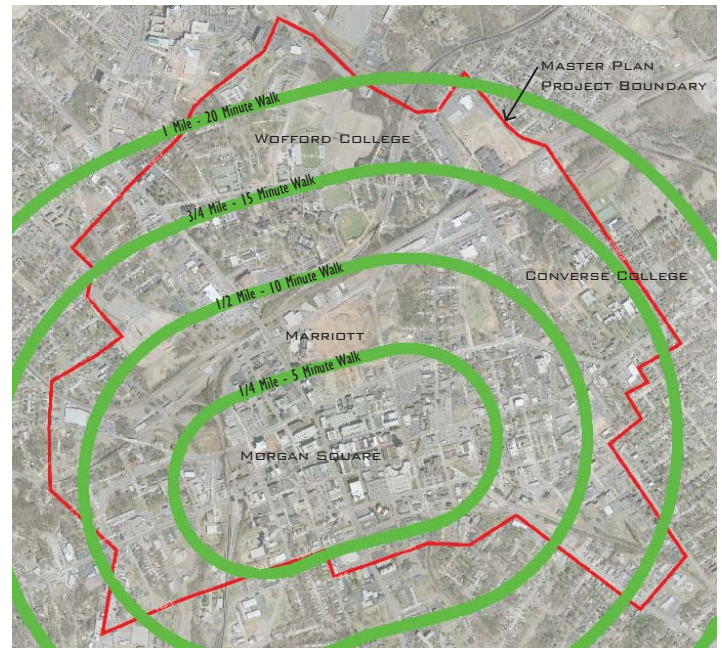 Master Plan
Project Boundary
1 Mile - 20 Minute Walk
Wofford College
3/4 Mile - 15 Minute Walk
1/2 Mile - 10 Minute Walk
Converse College
Marriott
1/4 Mile - 5 Minute Walk
Morgan Square